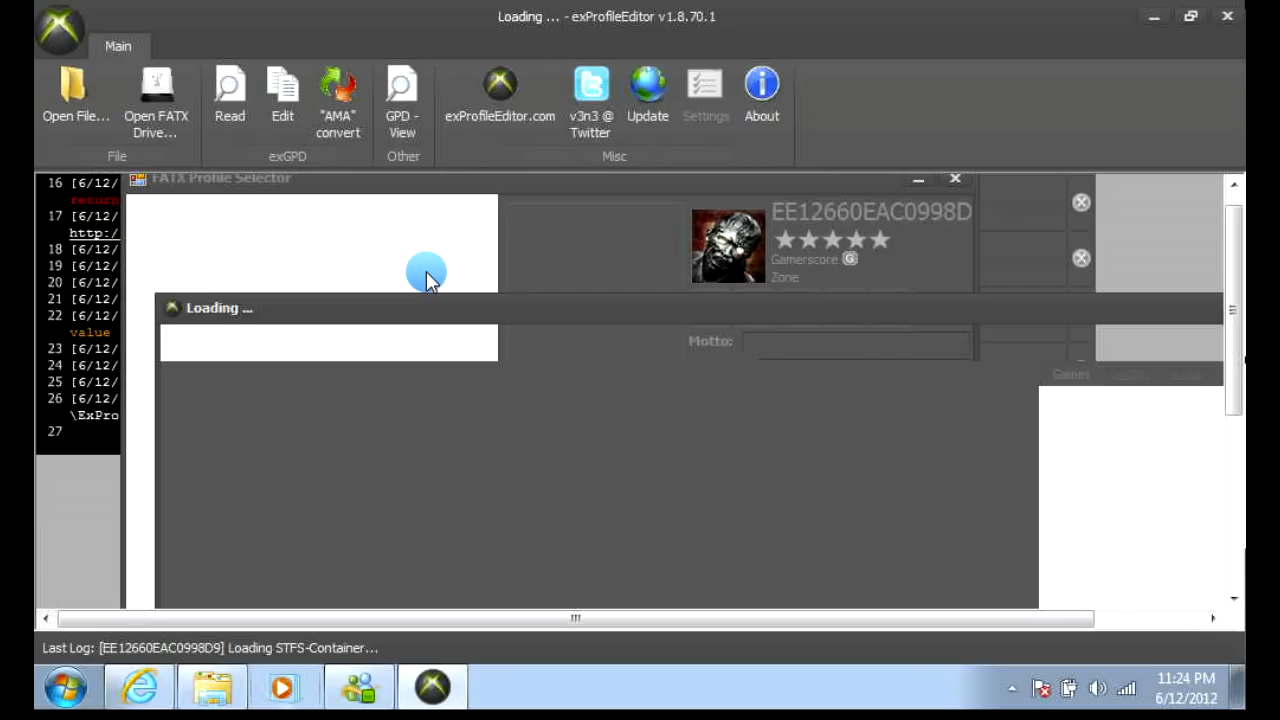 Loading ... - exProfileEditor v1.8.70.1
Main
Open File...
Open FATX Drive...
Read
Edit
"AMA" convert
GPD - View
exProfileEditor.com
v3n3 @ Twitter
Update
Settings
About
File
exGPD
Other
Misc
16 [6/12/
return
17 [6/12/
http:/
18 [6/12/
19 [6/12/
20 [6/12/
21 [6/12/
22 [6/12/
value
23 [6/12/
24 [6/12/
25 [6/12/
26 [6/12/
\ExPro
27
FATX Profile Selector
EE12660EAC0998D
Gamerscore G
Zone
Loading ...
Motto:
Games
Last Log: [EE12660EAC0998D9] Loading STFS-Container...
11:24 PM
6/12/2012